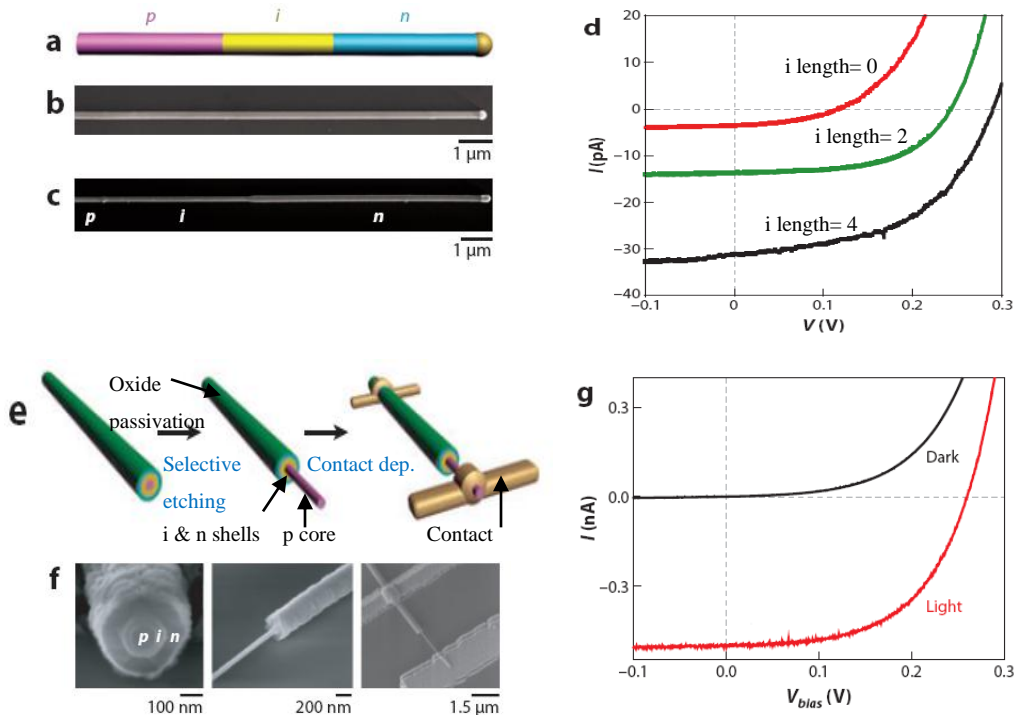 a
p i n
b
1 µm
c
p i n
1 µm
d
20
10
0
−10
−20
−30
−40
I (pA)
i length= 0
i length= 2
i length= 4
−0.1 0 0.1 0.2 0.3
V (V)
e
Oxide
passivation
Selective
etching
Contact dep.
i & n shells
p core
Contact
f
p i n
100 nm
200 nm
1.5 µm
g
0.3
0.0
−0.3
I (nA)
Dark
Light
−0.1 0.0 0.1 0.2 0.3
Vbias (V)